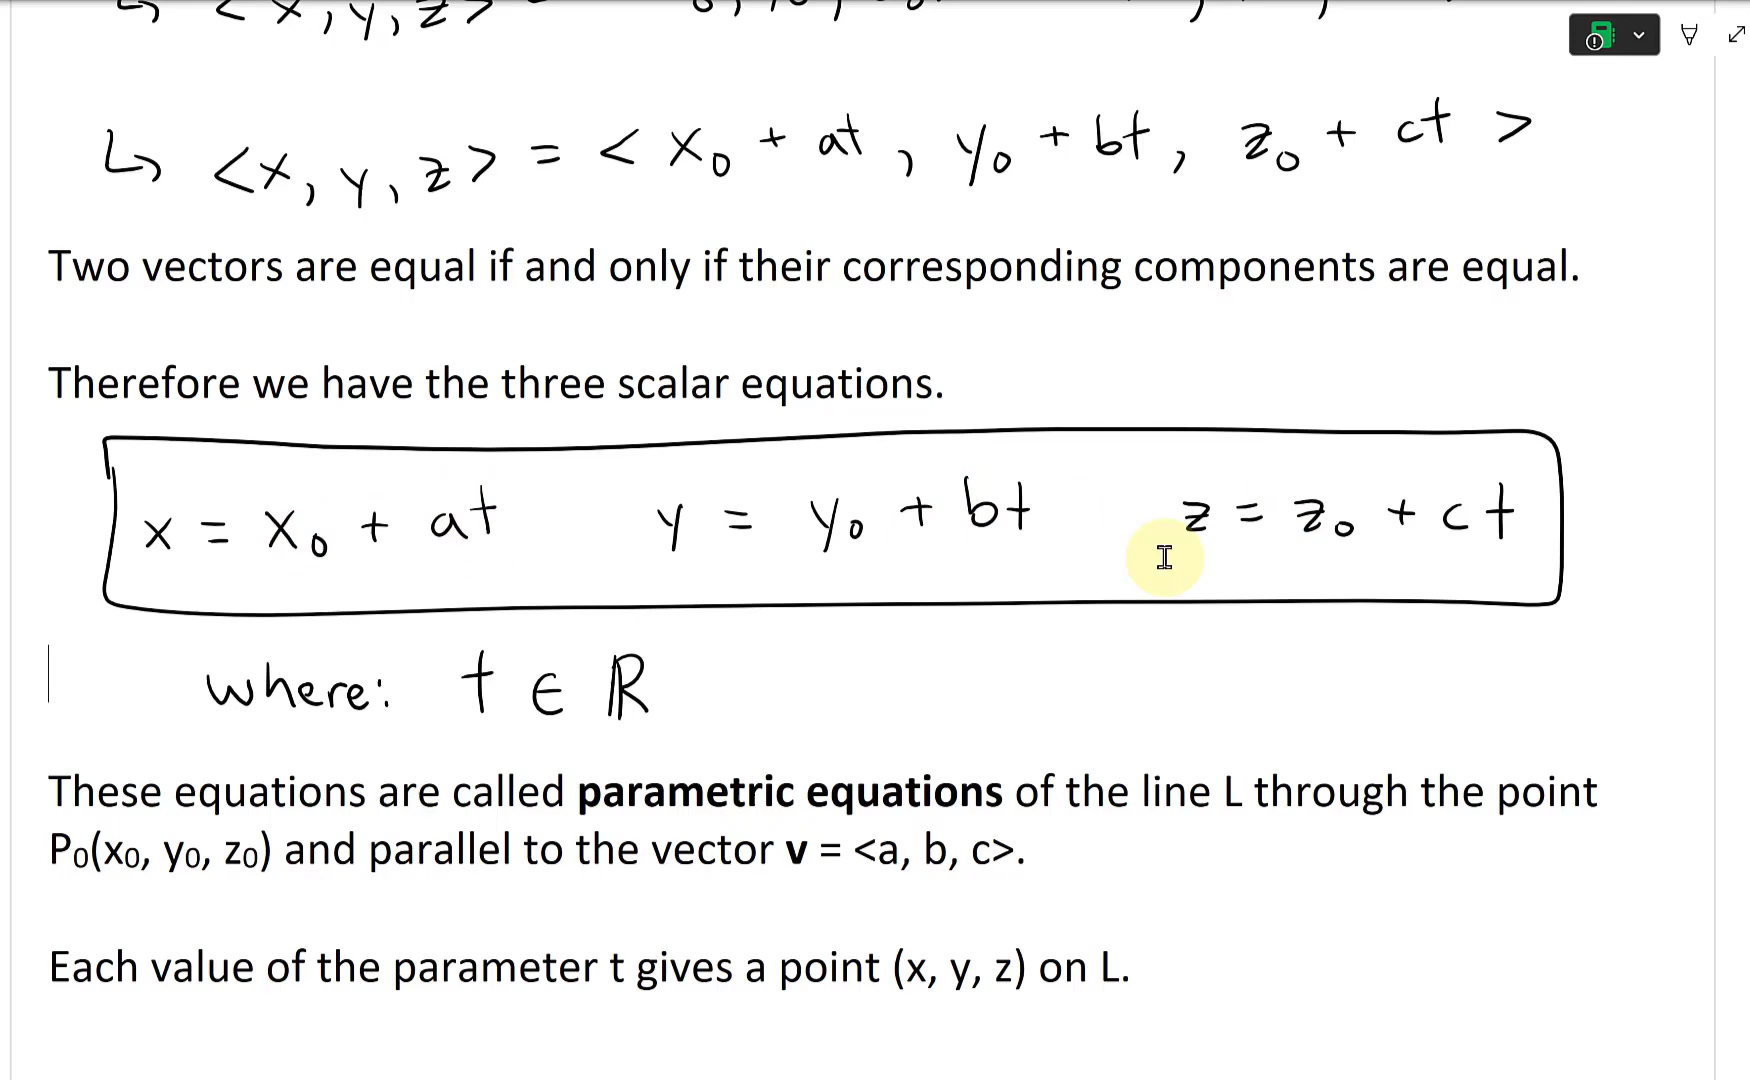 ↳ <x, y, z>
↳ <x, y, z> = < x₀ + at, y₀ + bt, z₀ + ct >
Two vectors are equal if and only if their corresponding components are equal.
Therefore we have the three scalar equations.
x = x₀ + at y = y₀ + bt z = z₀ + ct
where: t ∈ ℝ
These equations are called parametric equations of the line L through the point
P₀(x₀, y₀, z₀) and parallel to the vector v = <a, b, c>.
Each value of the parameter t gives a point (x, y, z) on L.